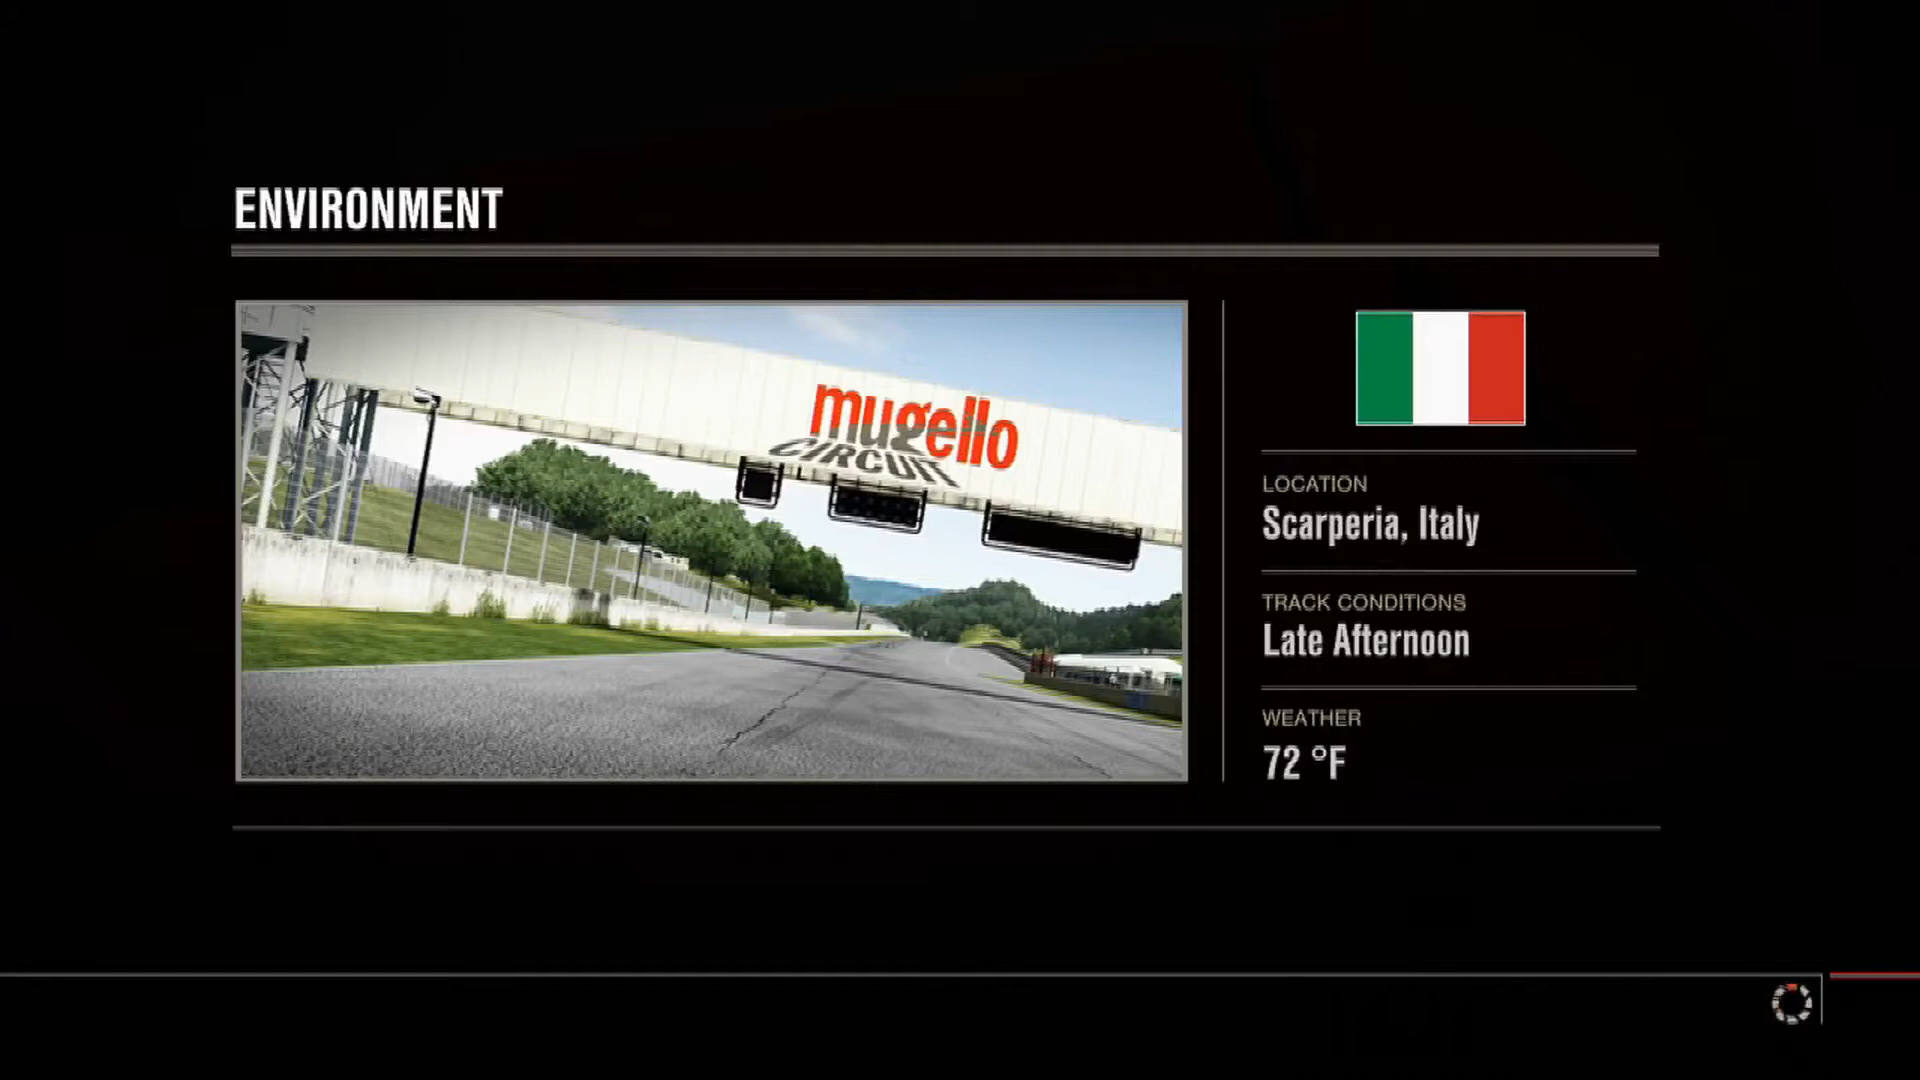 ENVIRONMENT
mugello
CIRCUIT
LOCATION
Scarperia, Italy
TRACK CONDITIONS
Late Afternoon
WEATHER
72 °F